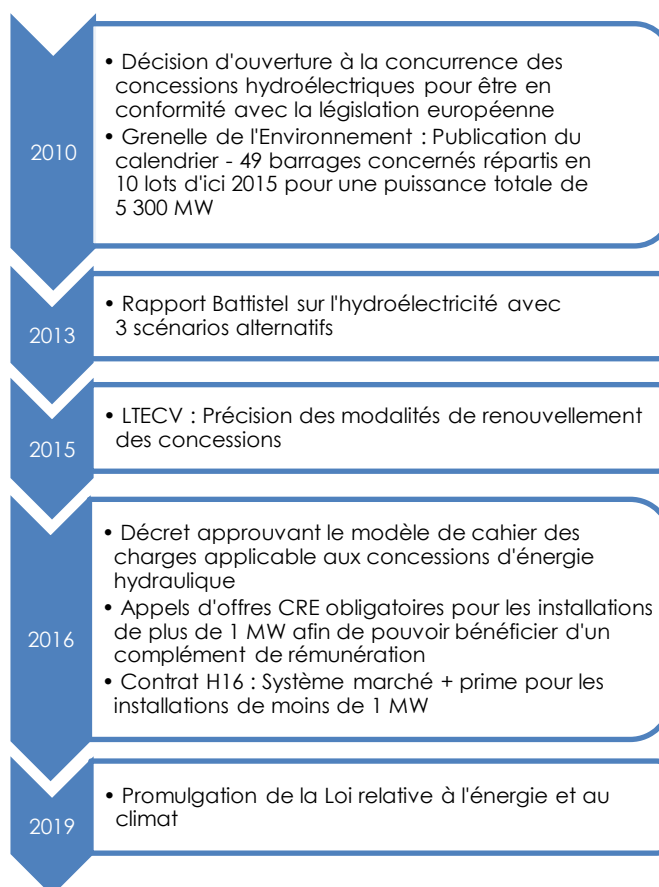 2010
• Décision d'ouverture à la concurrence des
concessions hydroélectriques pour être en
conformité avec la législation européenne
• Grenelle de l'Environnement : Publication du
calendrier - 49 barrages concernés répartis en
10 lots d'ici 2015 pour une puissance totale de
5 300 MW
2013
• Rapport Battistel sur l'hydroélectricité avec
3 scénarios alternatifs
2015
• LTECV : Précision des modalités de renouvellement
des concessions
2016
• Décret approuvant le modèle de cahier des
charges applicable aux concessions d'énergie
hydraulique
• Appels d'offres CRE obligatoires pour les installations
de plus de 1 MW afin de pouvoir bénéficier d'un
complément de rémunération
• Contrat H16 : Système marché + prime pour les
installations de moins de 1 MW
2019
• Promulgation de la Loi relative à l'énergie et au
climat